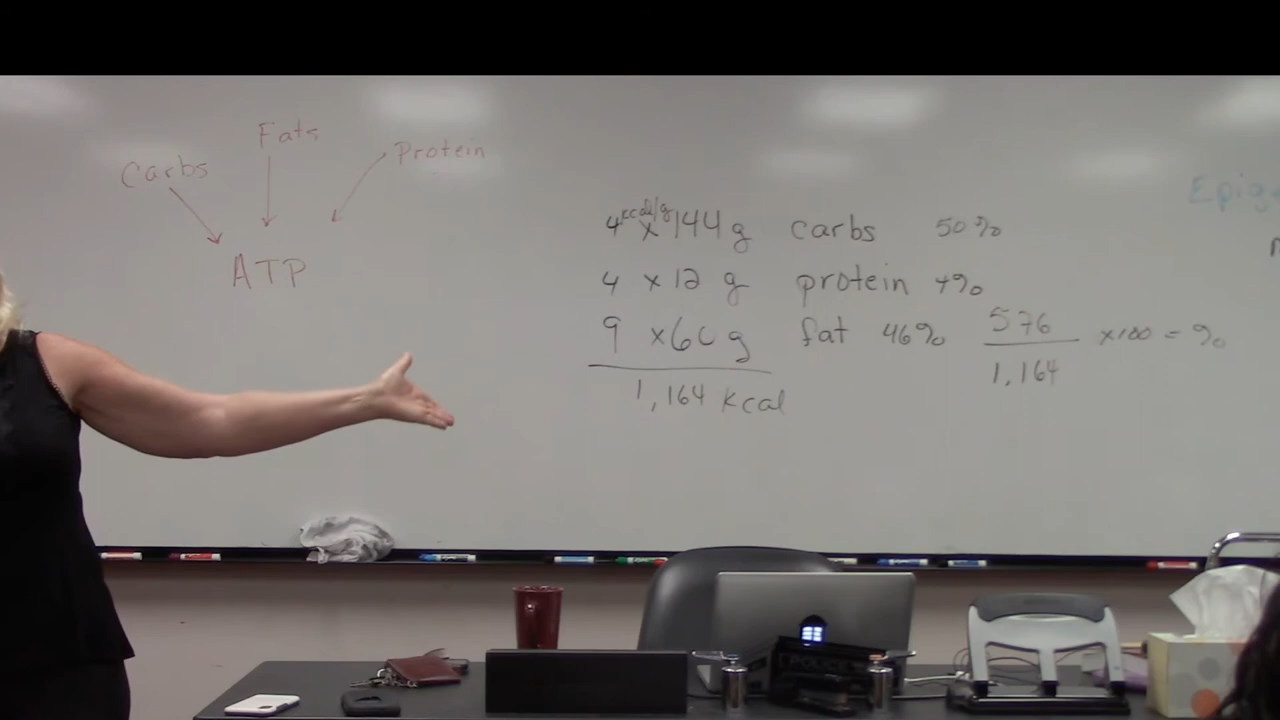 Fats
Carbs
Protein
ATP
4 kcal/g x 144 g carbs 50%
4 x 12 g protein 4%
9 x 60 g fat 46%
1,164 kcal
576
1,164
x100 = %
Epig